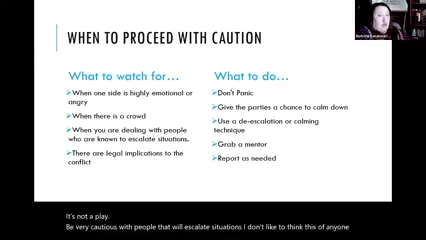 WHEN TO PROCEED WITH CAUTION
What to watch for…
When one side is highly emotional or
angry
When there is a crowd
When you are dealing with people
who are known to escalate situations.
There are legal implications to the
conflict
What to do…
Don't Panic
Give the parties a chance to calm down
Use a de-escalation or calming
technique
Grab a mentor
Report as needed
It's not a play.
Be very cautious with people that will escalate situations I don't like to think this of anyone